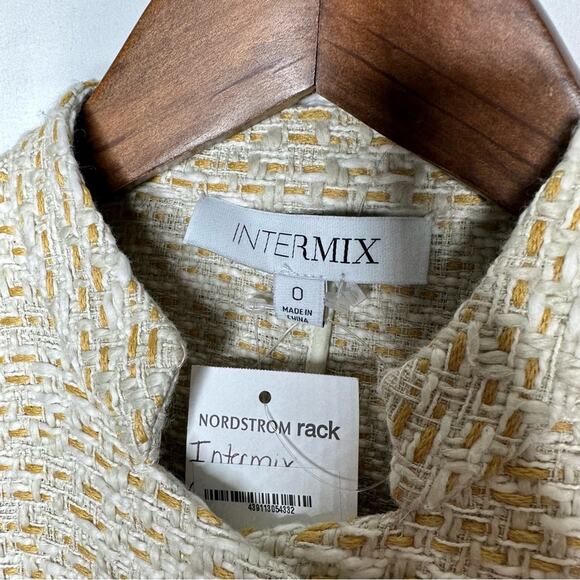 INTERMIX
0
MADE IN
CHINA
NORDSTROM rack
Intermix
439113054332